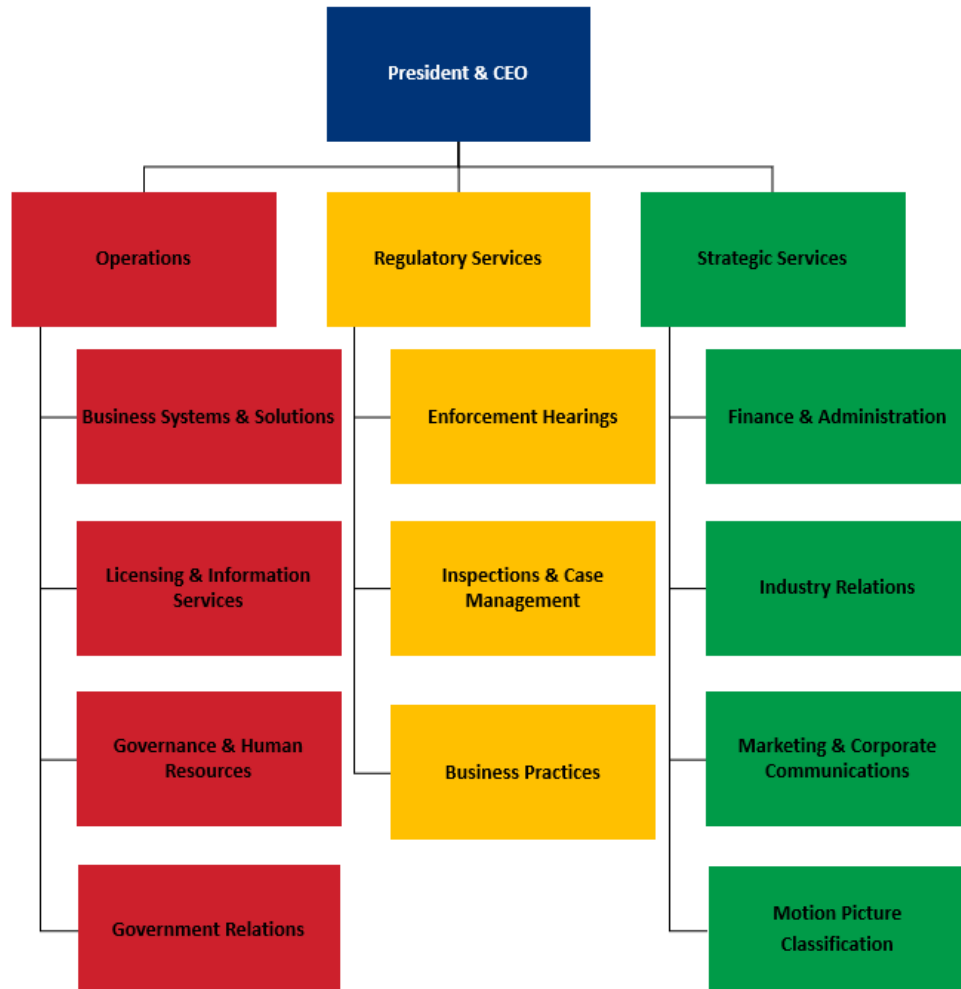 President & CEO
Operations
Regulatory Services
Strategic Services
Business Systems & Solutions
Enforcement Hearings
Finance & Administration
Licensing & Information
Services
Inspections & Case
Management
Industry Relations
Governance & Human
Resources
Business Practices
Marketing & Corporate
Communications
Government Relations
Motion Picture
Classification